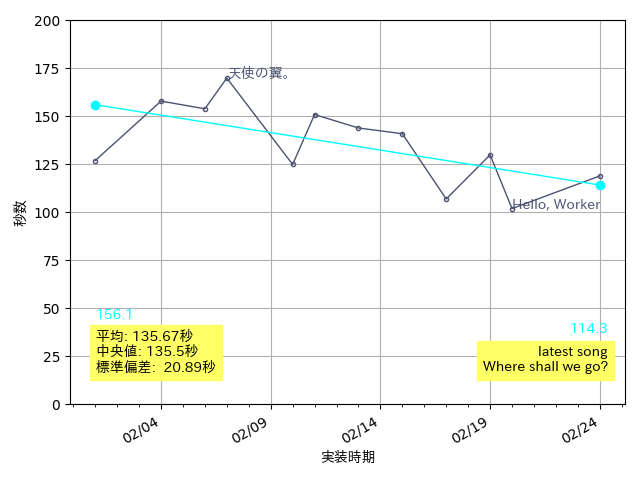 200
175
150
125
100
75
50
25
0
秒数
天使の翼。
Hello, Worker
156.1
平均: 135.67秒
中央値: 135.5秒
標準偏差: 20.89秒
114.3
latest song
Where shall we go?
02/04
02/09
02/14
02/19
02/24
実装時期